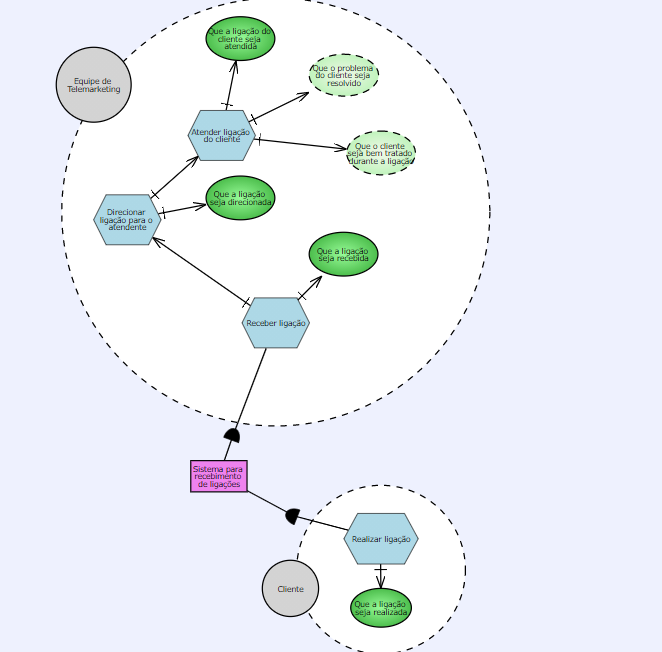 Que a ligação do
cliente seja
atendida
Que o problema
do cliente seja
resolvido
Equipe de
Telemarketing
Atender ligação
do cliente
Que o cliente
seja bem tratado
durante a ligação
Que a ligação
seja direcionada
Direcionar
ligação para o
atendente
Que a ligação
seja recebida
Receber ligação
Sistema para
recebimento
de ligações
Realizar ligação
Cliente
Que a ligação
seja realizada